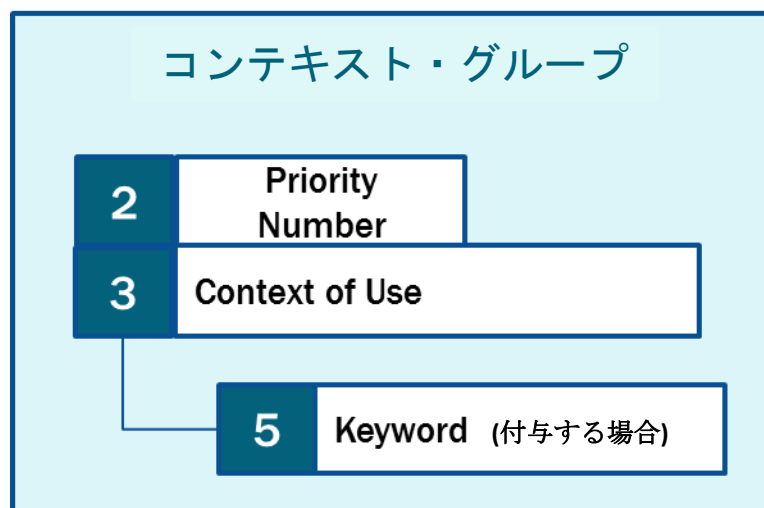 コンテキスト・グループ
2
Priority
Number
3
Context of Use
5
Keyword (付与する場合)